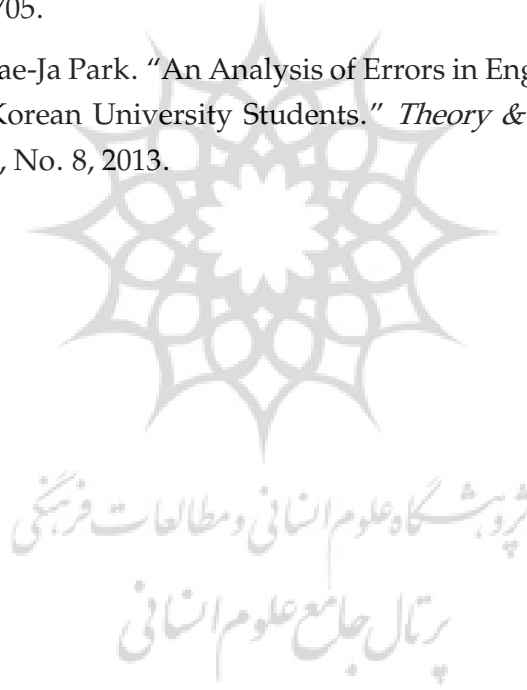 /05.
ae-Ja Park. “An Analysis of Errors in Eng
Korean University Students.” Theory &
, No. 8, 2013.
پژوهشگاه علوم انسانی و مطالعات فرهنگی
پرتال جامع علوم انسانی